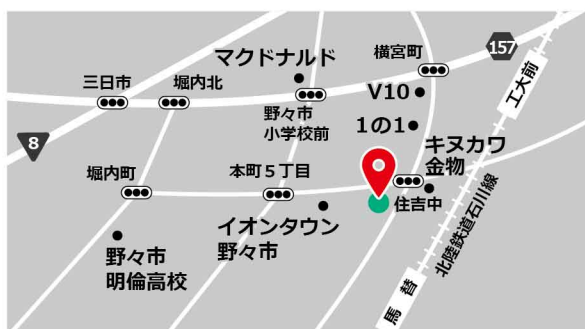 マクドナルド
横宮町
157
三日市
堀内北
V10
工大前
野々市
小学校前
1の1
8
キヌカワ
金物
堀内町
本町5丁目
住吉中
北陸鉄道石川線
イオンタウン
野々市
野々市
明倫高校
馬替